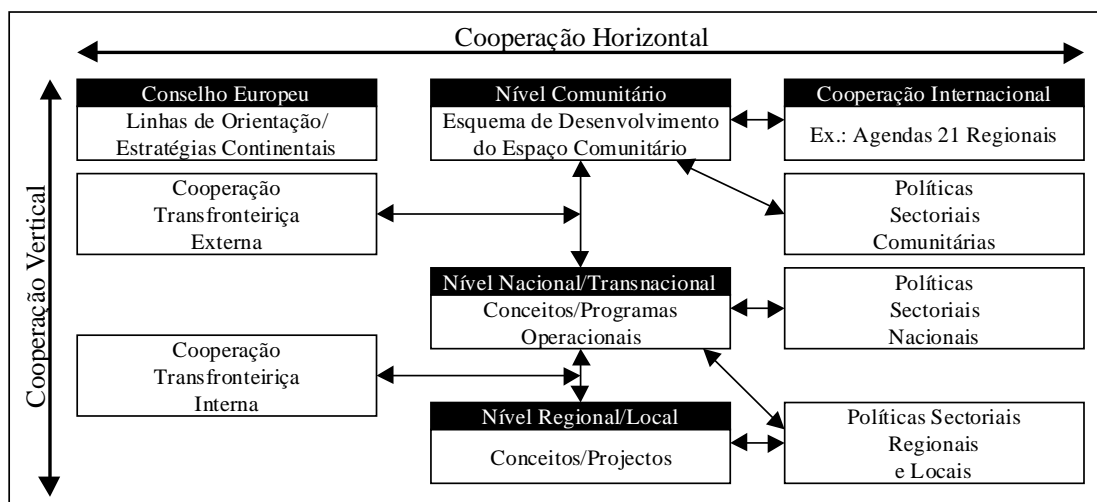 Cooperação Horizontal
Cooperação Vertical
Conselho Europeu
Linhas de Orientação/
Estratégias Continentais
Nível Comunitário
Esquema de Desenvolvimento
do Espaço Comunitário
Cooperação Internacional
Ex.: Agendas 21 Regionais
Cooperação
Transfronteiriça
Externa
Políticas
Sectoriais
Comunitárias
Nível Nacional/Transnacional
Conceitos/Programas
Operacionais
Políticas
Sectoriais
Nacionais
Cooperação
Transfronteiriça
Interna
Nível Regional/Local
Conceitos/Projectos
Políticas Sectoriais
Regionais
e Locais